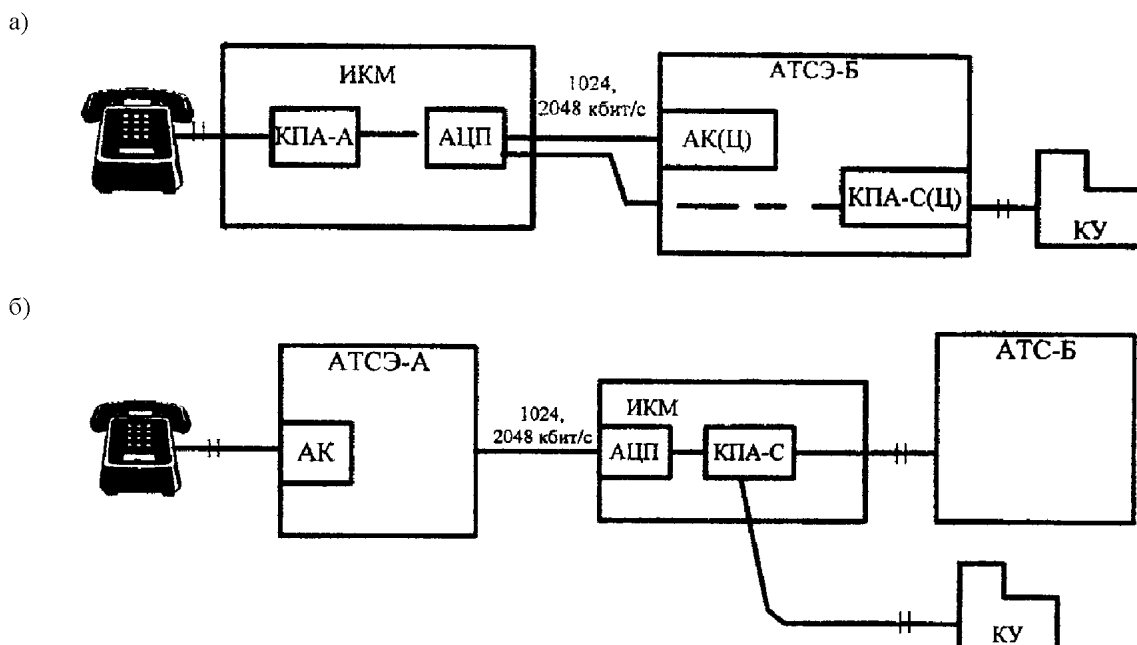 а)
ИКМ
КПА-А
АЦП
1024,
2048 кбит/с
АТСЭ-Б
АК(Ц)
КПА-С(Ц)
КУ
б)
АТСЭ-А
АК
1024,
2048 кбит/с
ИКМ
АЦП
КПА-С
АТС-Б
КУ